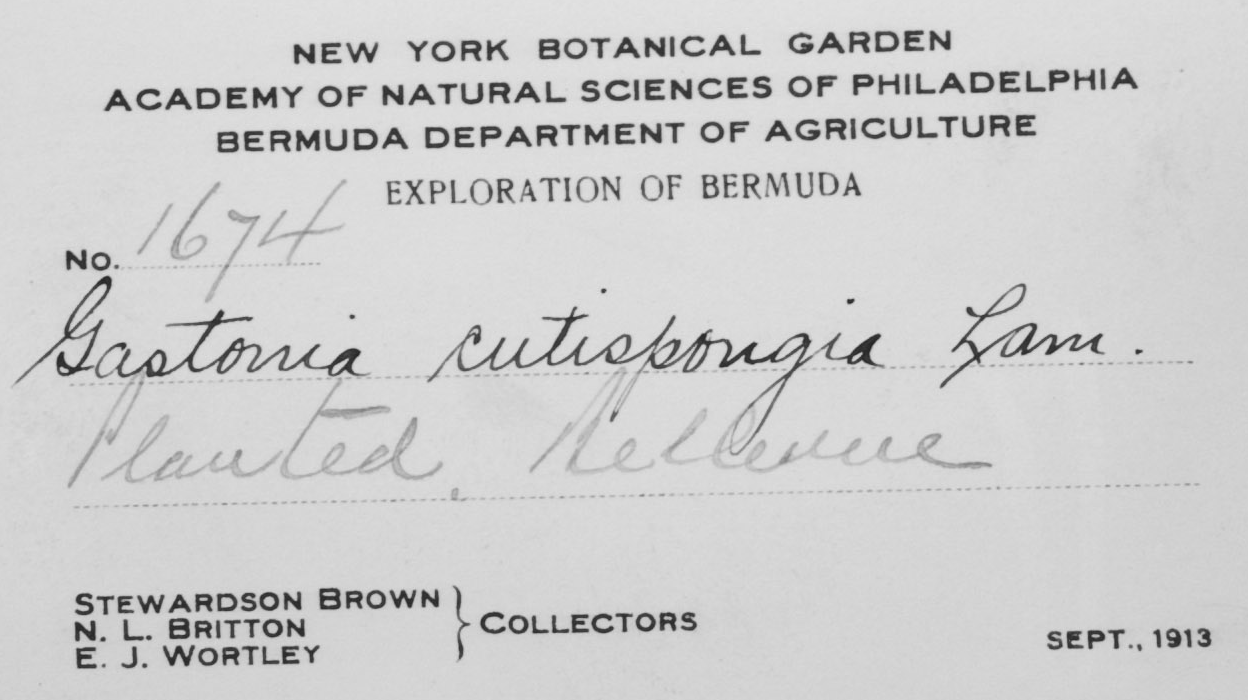 NEW YORK BOTANICAL GARDEN
ACADEMY OF NATURAL SCIENCES OF PHILADELPHIA
BERMUDA DEPARTMENT OF AGRICULTURE
EXPLORATION OF BERMUDA
No. 1674
Gastonia cutispongia Lam.
Planted, Bellevue
STEWARDSON BROWN
N. L. BRITTON
E. J. WORTLEY
COLLECTORS
SEPT., 1913